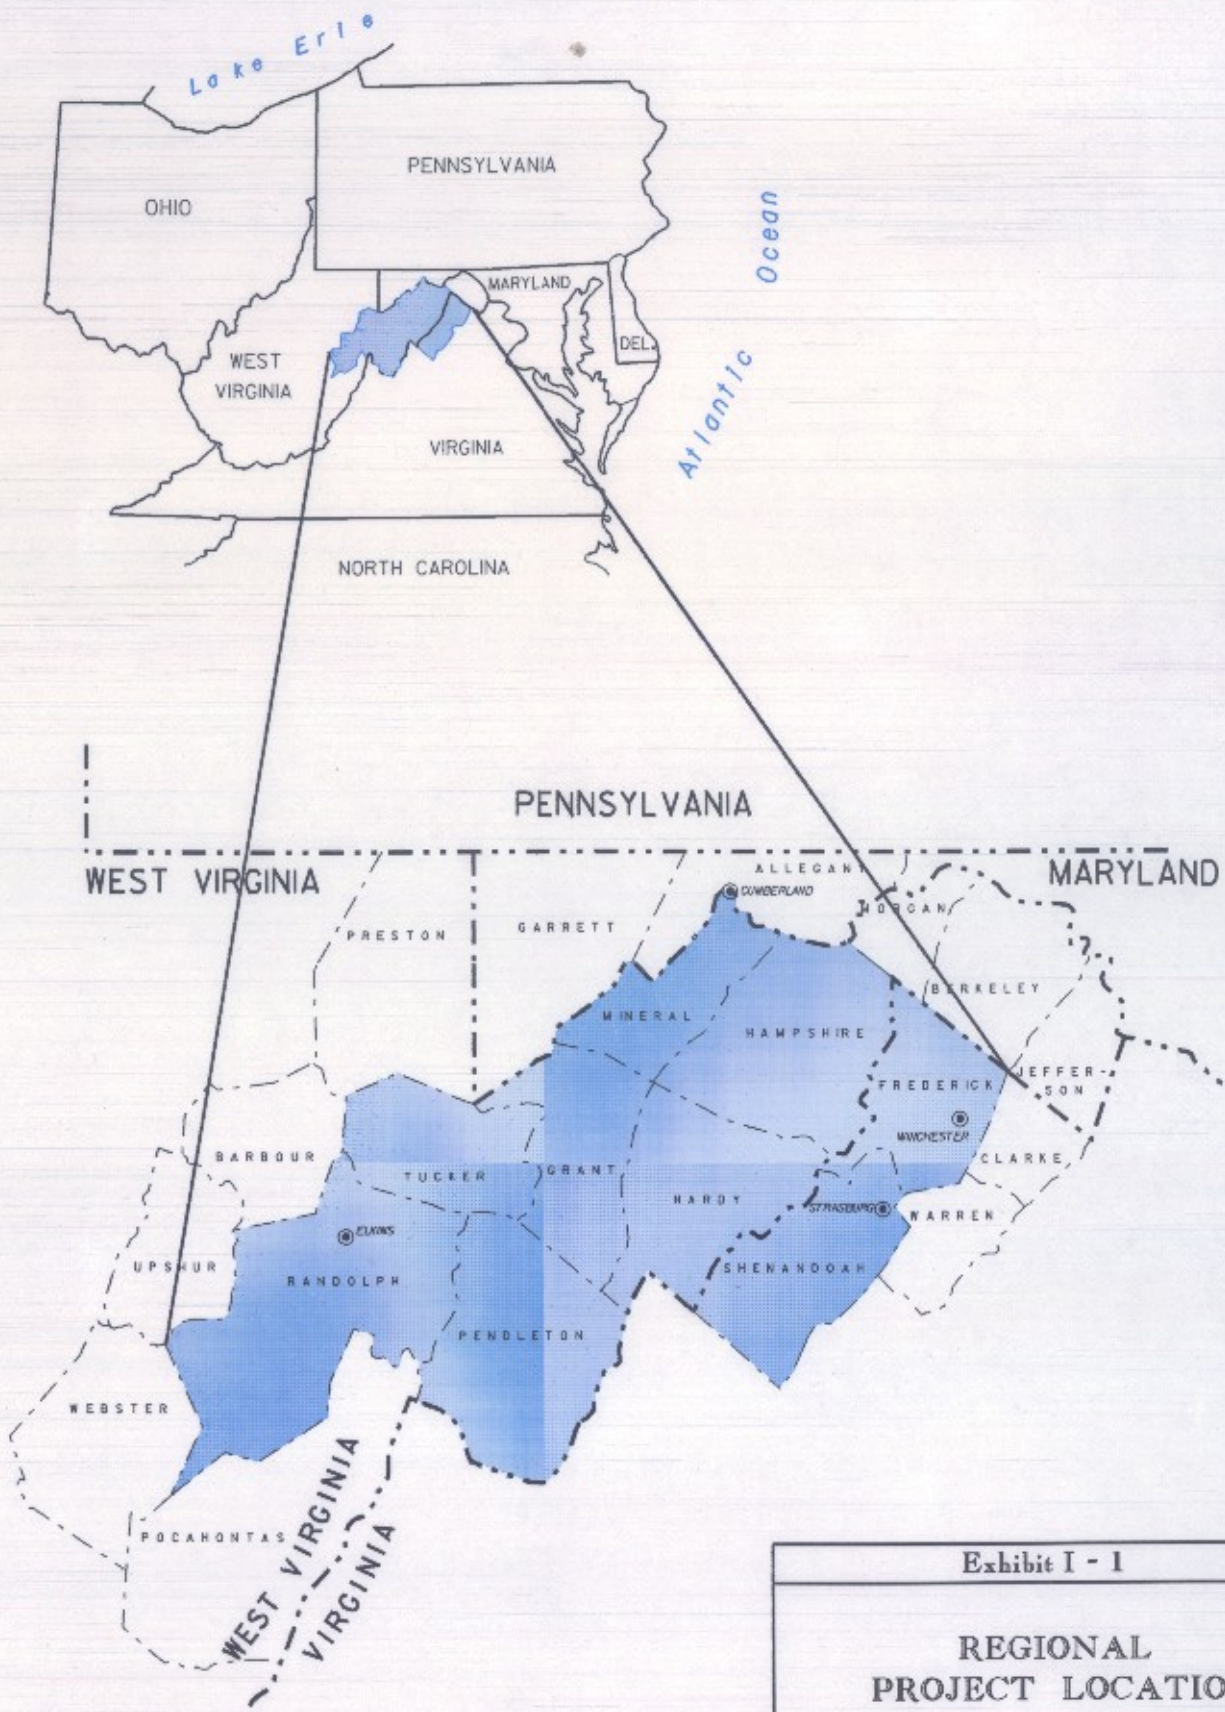 Lake Erie
PENNSYLVANIA
OHIO
Atlantic Ocean
MARYLAND
DEL.
WEST
VIRGINIA
VIRGINIA
NORTH CAROLINA
PENNSYLVANIA
WEST VIRGINIA
MARYLAND
ALLEGANY
CUMBERLAND
MORGAN
PRESTON
GARRETT
BERKELEY
MINERAL
HAMPSHIRE
JEFFER-
SON
FREDERICK
WINCHESTER
BARBOUR
CLARKE
TUCKER
GRANT
HARDY
STRASBURG
WARREN
ELKINS
UPSHUR
RANDOLPH
SHENANDOAH
PENDLETON
WEBSTER
POCAHONTAS
WEST VIRGINIA
VIRGINIA
Exhibit I - 1
REGIONAL
PROJECT LOCATIO